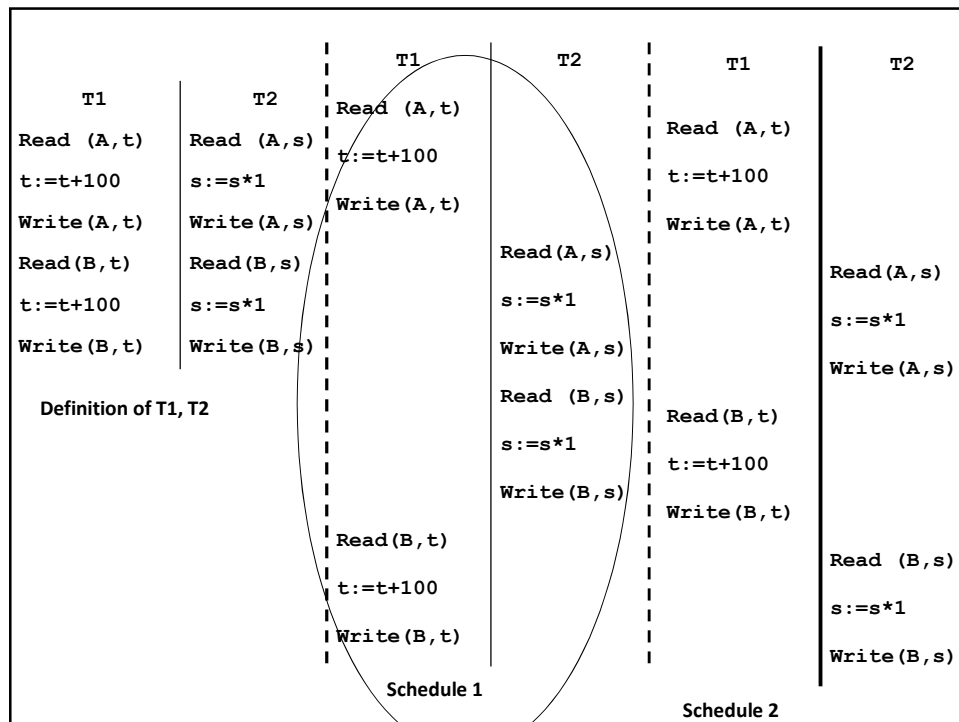 T1 T2
Read (A,t) Read (A,s)
t:=t+100 s:=s*1
Write(A,t) Write(A,s)
Read(B,t) Read(B,s)
t:=t+100 s:=s*1
Write(B,t) Write(B,s)
Definition of T1, T2
T1 T2
Read (A,t)
t:=t+100
Write(A,t)
Read(A,s)
s:=s*1
Write(A,s)
Read (B,s)
s:=s*1
Write(B,s)
Read(B,t)
t:=t+100
Write(B,t)
Schedule 1
T1 T2
Read (A,t)
t:=t+100
Write(A,t)
Read(A,s)
s:=s*1
Write(A,s)
Read(B,t)
t:=t+100
Write(B,t)
Read (B,s)
s:=s*1
Write(B,s)
Schedule 2